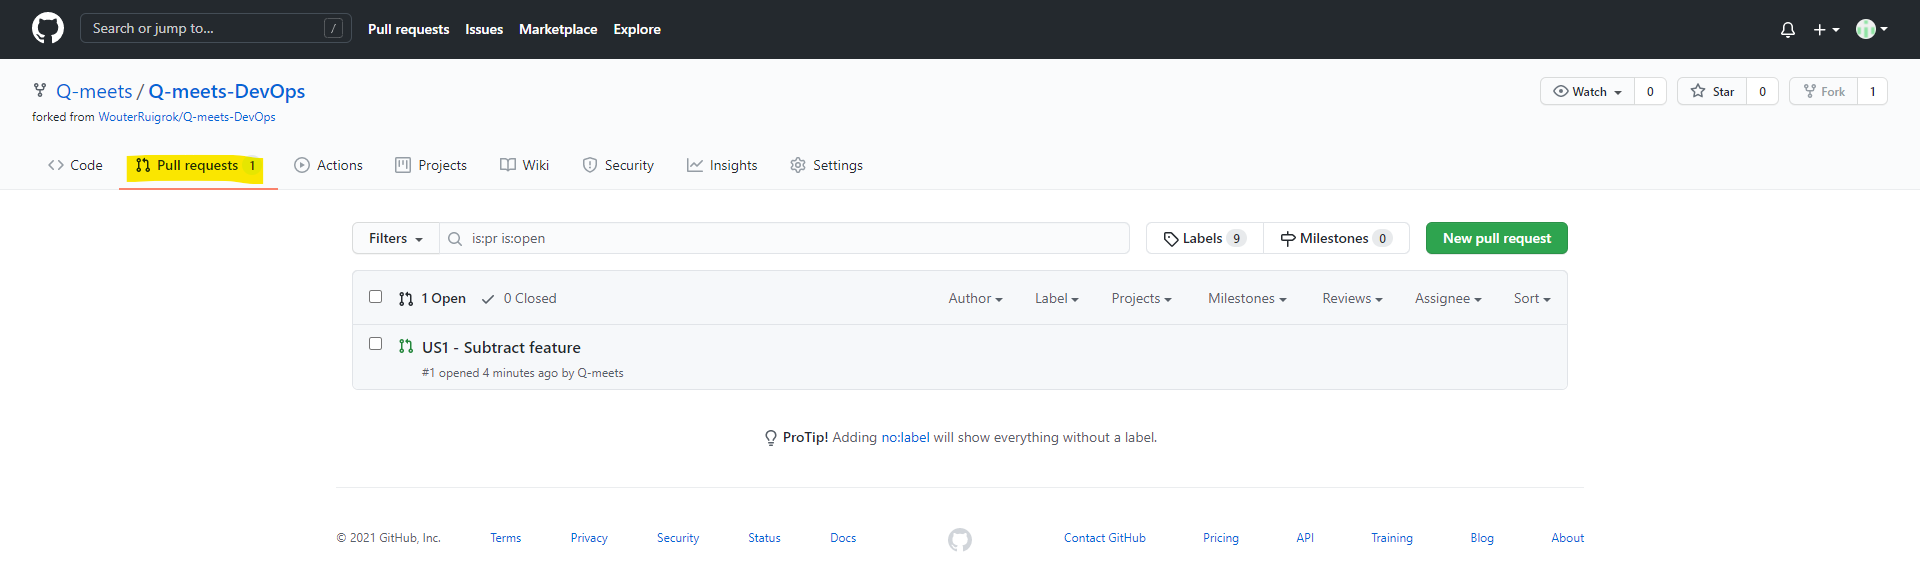 Search or jump to... /
Pull requests Issues Marketplace Explore
Q-meets / Q-meets-DevOps
forked from WouterRuigrok/Q-meets-DevOps
Watch 0 Star 0 Fork 1
Code Pull requests 1 Actions Projects Wiki Security Insights Settings
Filters is:pr is:open Labels 9 Milestones 0 New pull request
1 Open 0 Closed Author Label Projects Milestones Reviews Assignee Sort
US1 - Subtract feature
#1 opened 4 minutes ago by Q-meets
ProTip! Adding no:label will show everything without a label.
© 2021 GitHub, Inc. Terms Privacy Security Status Docs Contact GitHub Pricing API Training Blog About